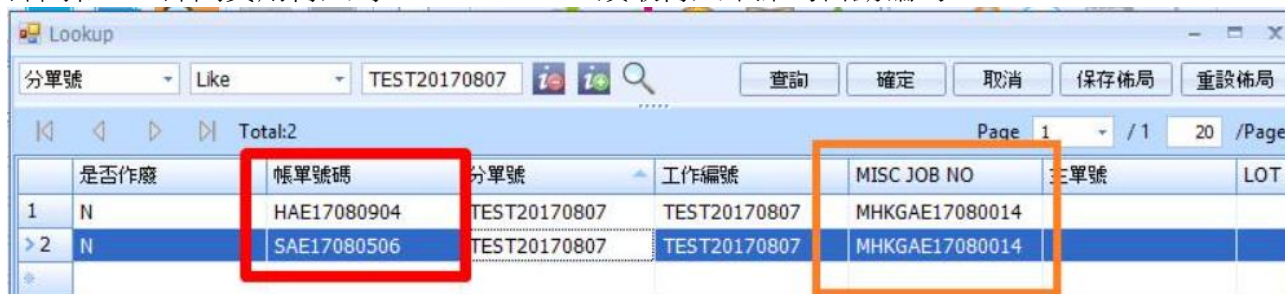 Lookup
分單號 Like TEST20170807 查詢 確定 取消 保存佈局 重設佈局
Total:2 Page 1 / 1 20 /Page
是否作廢 帳單號碼 分單號 工作編號 MISC JOB NO 主單號 LOT
1 N HAE17080904 TEST20170807 TEST20170807 MHKGAE17080014
2 N SAE17080506 TEST20170807 TEST20170807 MHKGAE17080014